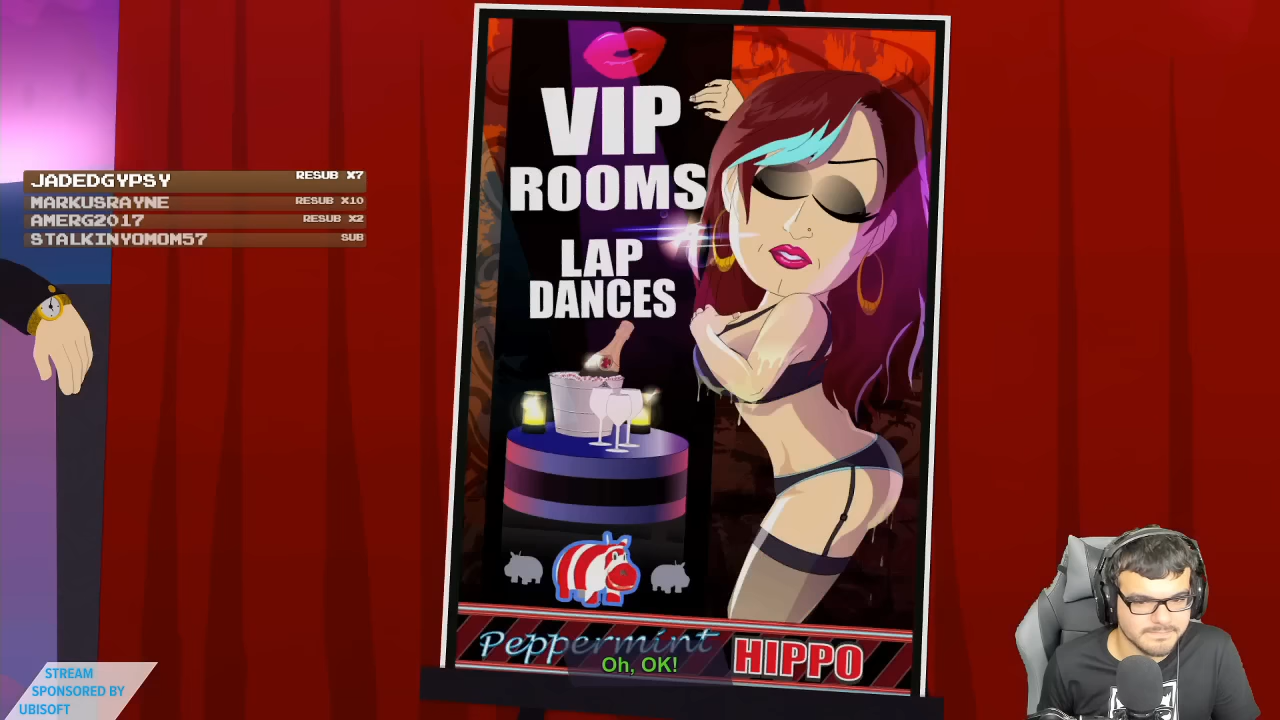 VIP
ROOMS
LAP
DANCES
JADEDGYPSY RESUB X7
MARKUSRAYNE RESUB X10
AMERG2017 RESUB X2
STALKINYOMOM57 SUB
Peppermint HIPPO
Oh, OK!
STREAM
SPONSORED BY
UBISOFT